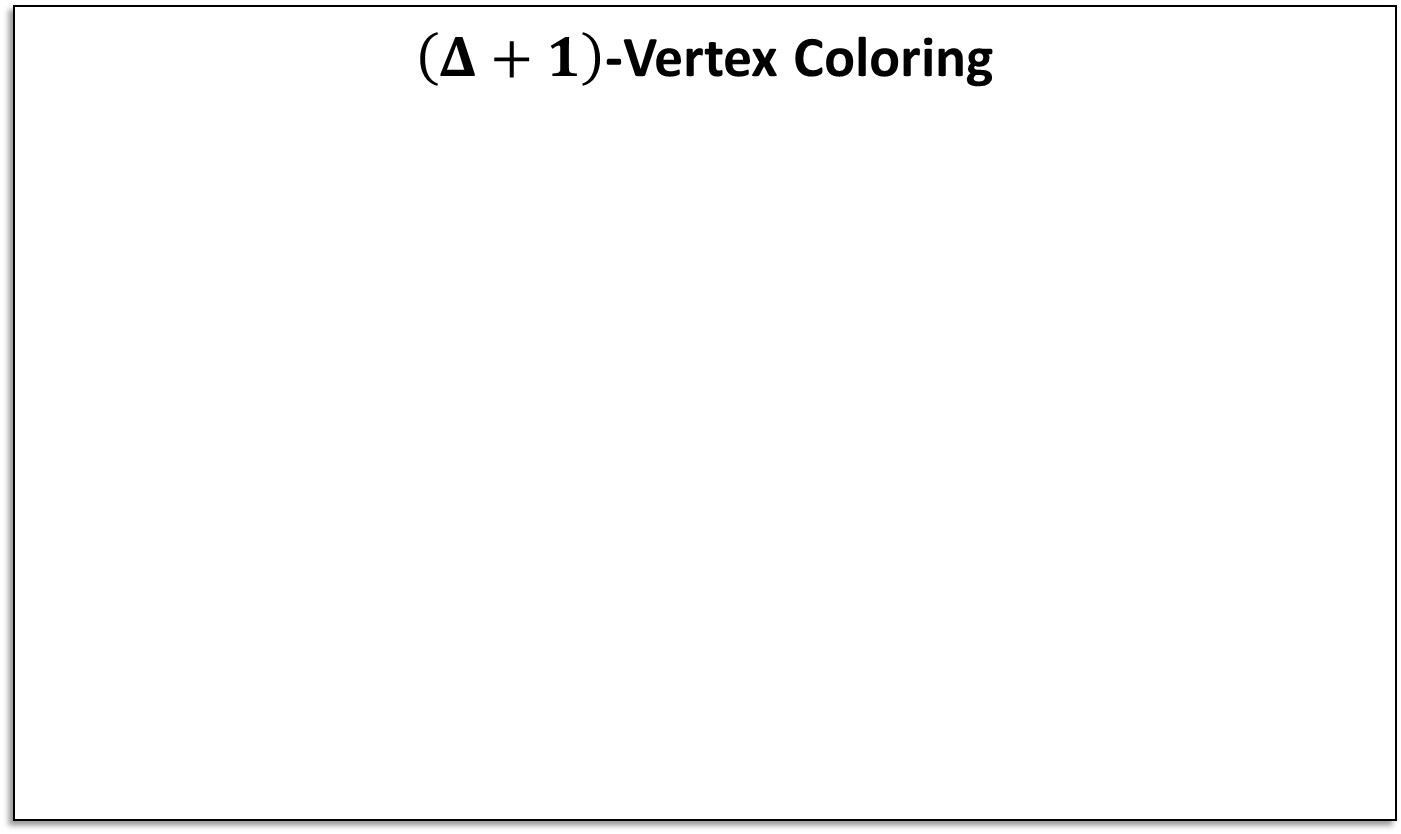 (Δ + 1)-Vertex Coloring